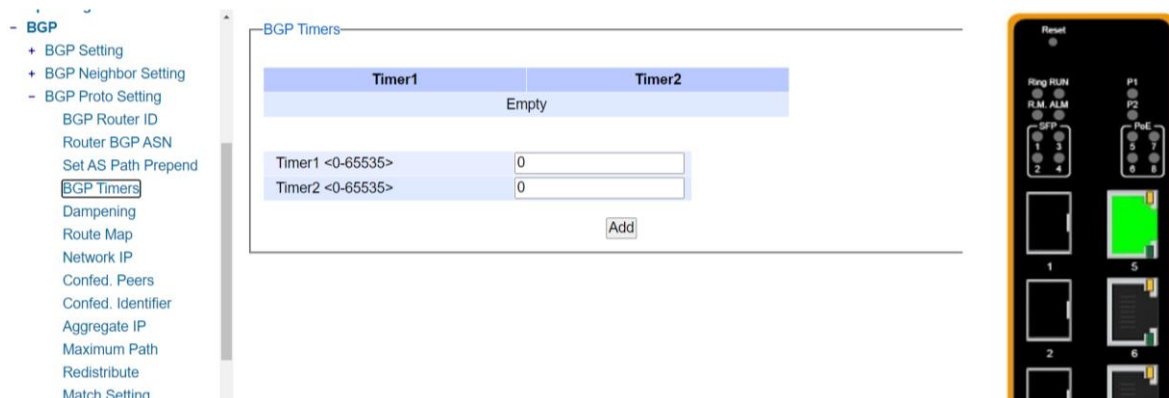 BGP
BGP Setting
BGP Neighbor Setting
BGP Proto Setting
BGP Router ID
Router BGP ASN
Set AS Path Prepend
BGP Timers
Dampening
Route Map
Network IP
Confed. Peers
Confed. Identifier
Aggregate IP
Maximum Path
Redistribute
Match Setting
BGP Timers
Timer1 Timer2
Empty
Timer1 <0-65535> 0
Timer2 <0-65535> 0
Add
Reset
Ring RUN P1
R.M. ALM P2
SFP PoE
1 3 5 7
2 4 6 8
1 5
2 6